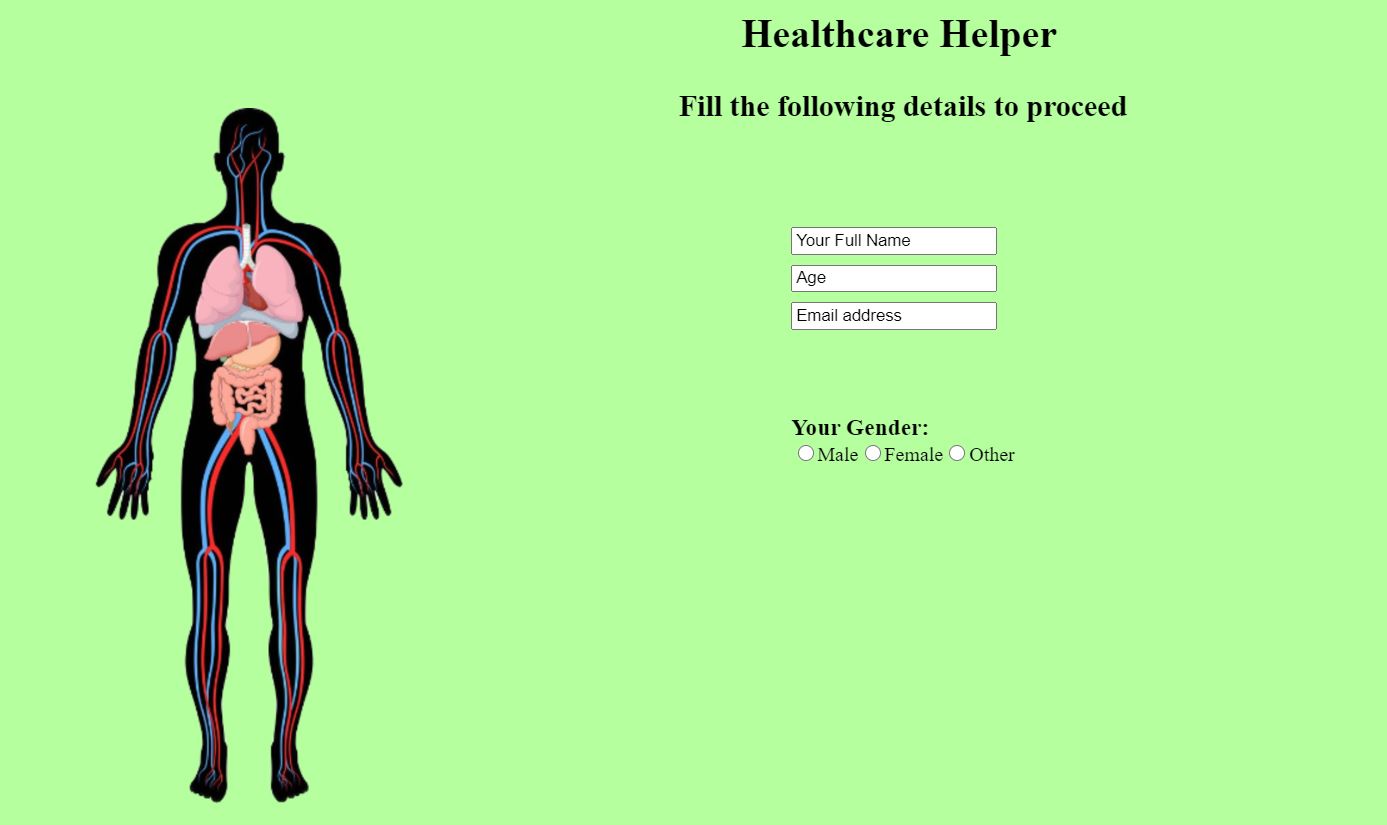 Healthcare Helper
Fill the following details to proceed
Your Full Name
Age
Email address
Your Gender:
Male Female Other